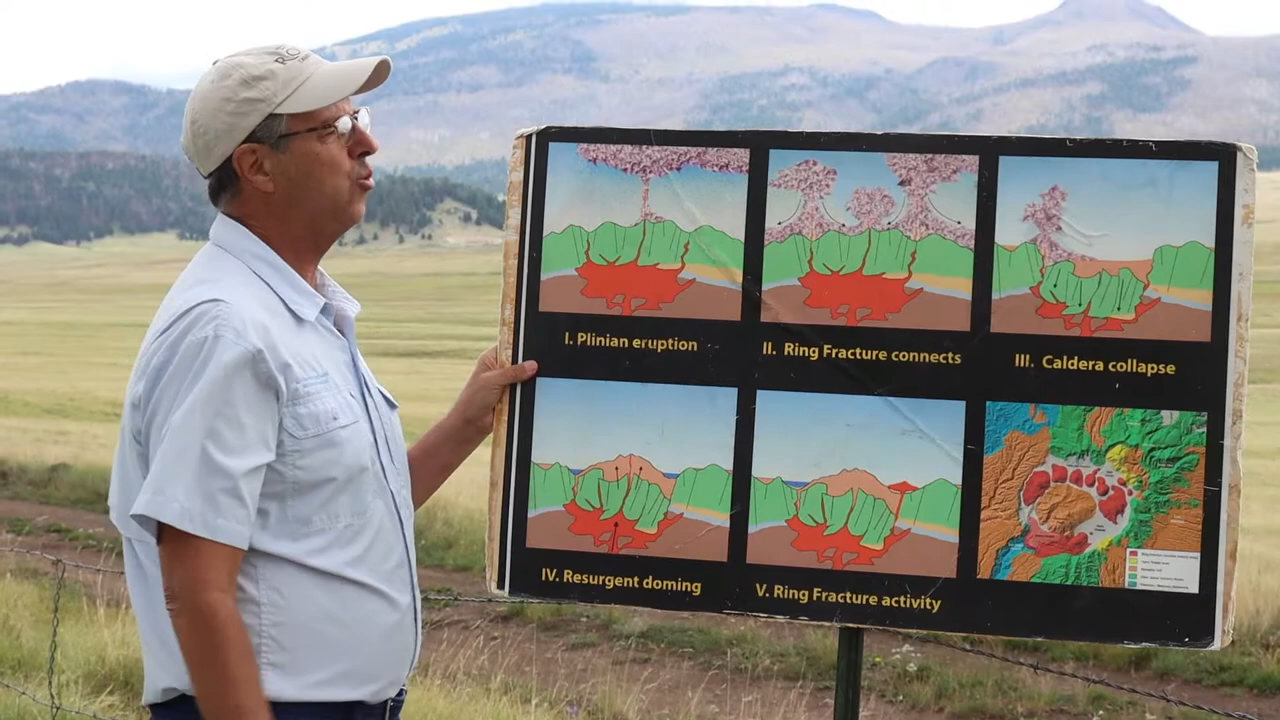 I. Plinian eruption
II. Ring Fracture connects
III. Caldera collapse
IV. Resurgent doming
V. Ring Fracture activity